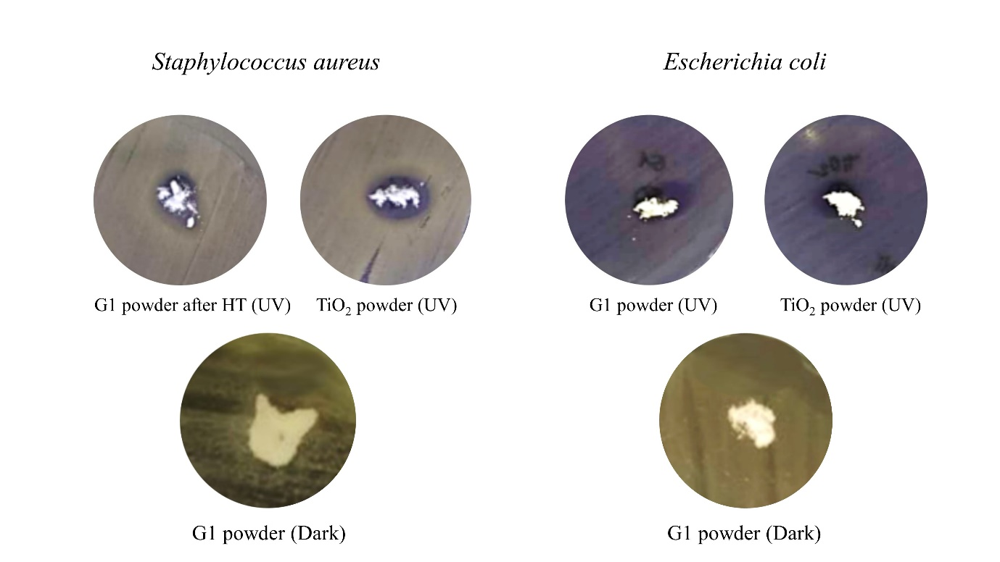 Staphylococcus aureus
Escherichia coli
G1 powder after HT (UV)
TiO₂ powder (UV)
G1 powder (UV)
TiO₂ powder (UV)
G1 powder (Dark)
G1 powder (Dark)